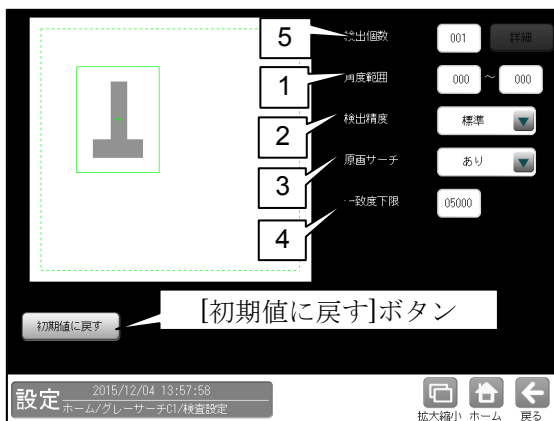 5 検出個数 001 詳細
1 角度範囲 000 ~ 000
2 検出精度 標準
3 原画サーチ あり
4 一致度下限 05000
初期値に戻す
[初期値に戻す]ボタン
設定 2015/12/04 13:57:58
ホーム/グレーサーチC1/検査設定
拡大縮小 ホーム 戻る